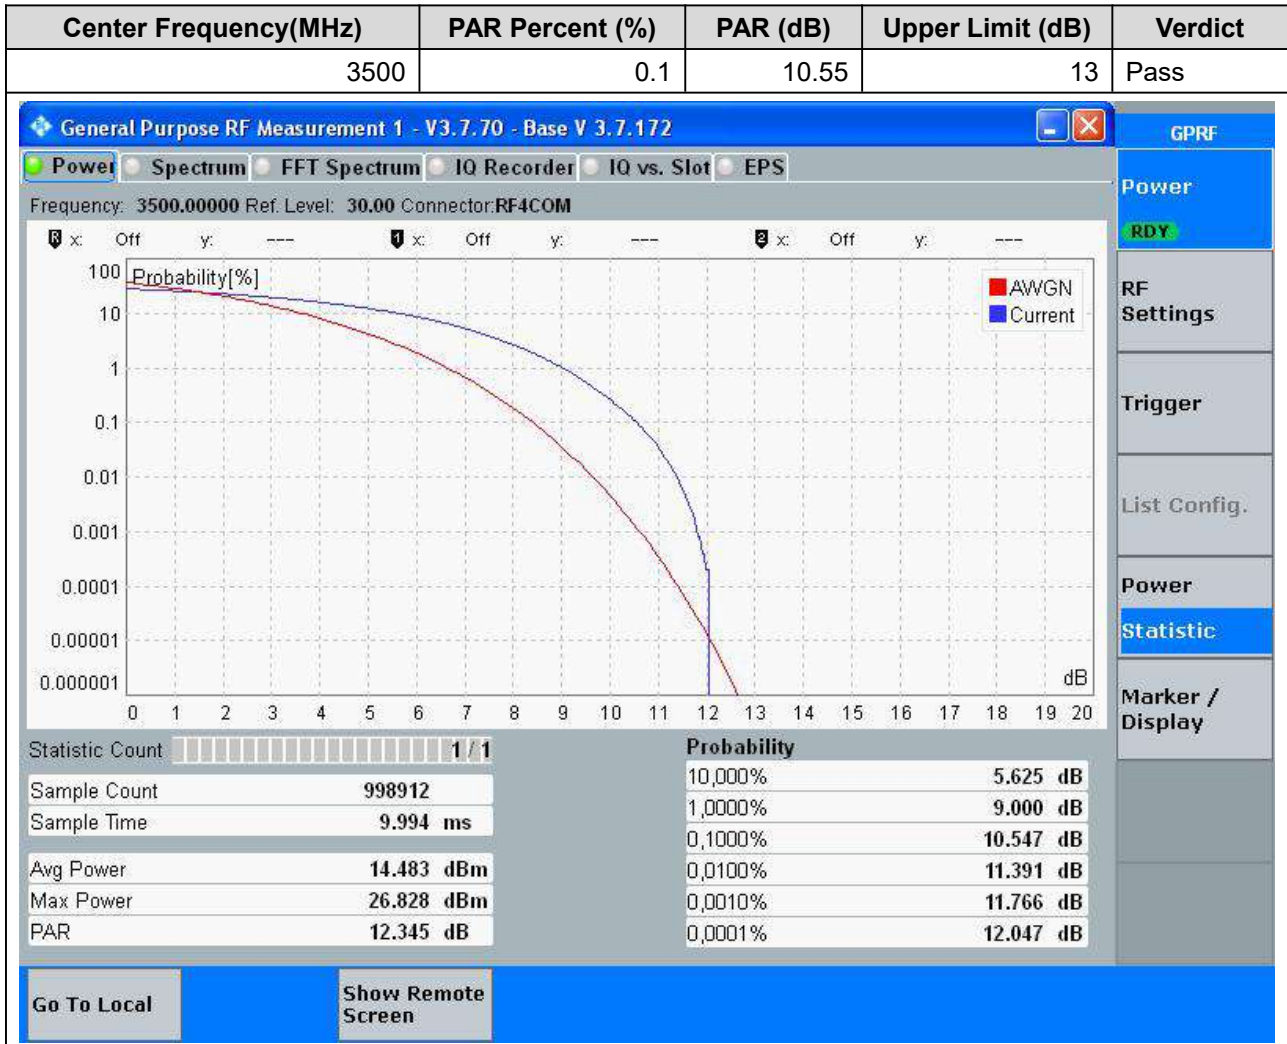 Center Frequency(MHz) PAR Percent (%) PAR (dB) Upper Limit (dB) Verdict
3500 0.1 10.55 13 Pass
General Purpose RF Measurement 1 - V3.7.70 - Base V 3.7.172
GPRF
Power Spectrum FFT Spectrum IQ Recorder IQ vs. Slot EPS
Frequency: 3500.00000 Ref. Level: 30.00 Connector:RF4COM
R x: Off y: --- 1 x: Off y: --- 2 x: Off y: ---
Probability[%]
AWGN
Current
100
10
1
0.1
0.01
0.001
0.0001
0.00001
0.000001
dB
0 1 2 3 4 5 6 7 8 9 10 11 12 13 14 15 16 17 18 19 20
Statistic Count 1 / 1
Sample Count 998912
Sample Time 9.994 ms
Avg Power 14.483 dBm
Max Power 26.828 dBm
PAR 12.345 dB
Probability
10,000% 5.625 dB
1,0000% 9.000 dB
0,1000% 10.547 dB
0,0100% 11.391 dB
0,0010% 11.766 dB
0,0001% 12.047 dB
Power
RDY
RF
Settings
Trigger
List Config.
Power
Statistic
Marker /
Display
Go To Local
Show Remote
Screen